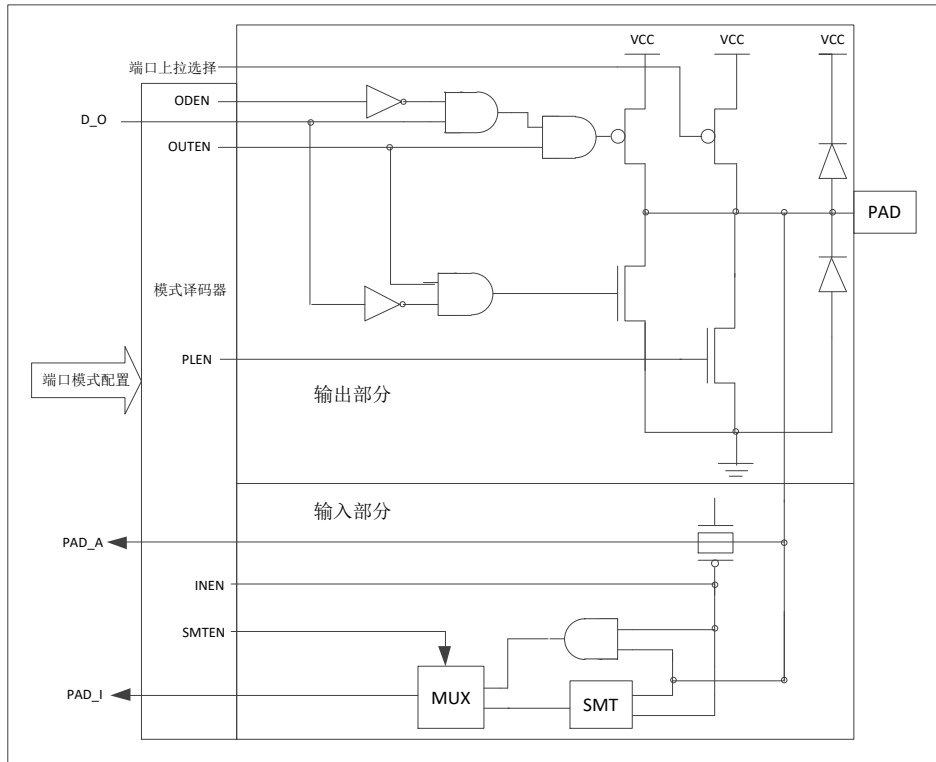 VCC
VCC
VCC
端口上拉选择
ODEN
D_O
OUTEN
PAD
模式译码器
PLEN
端口模式配置
输出部分
输入部分
PAD_A
INEN
SMTEN
PAD_I
MUX
SMT